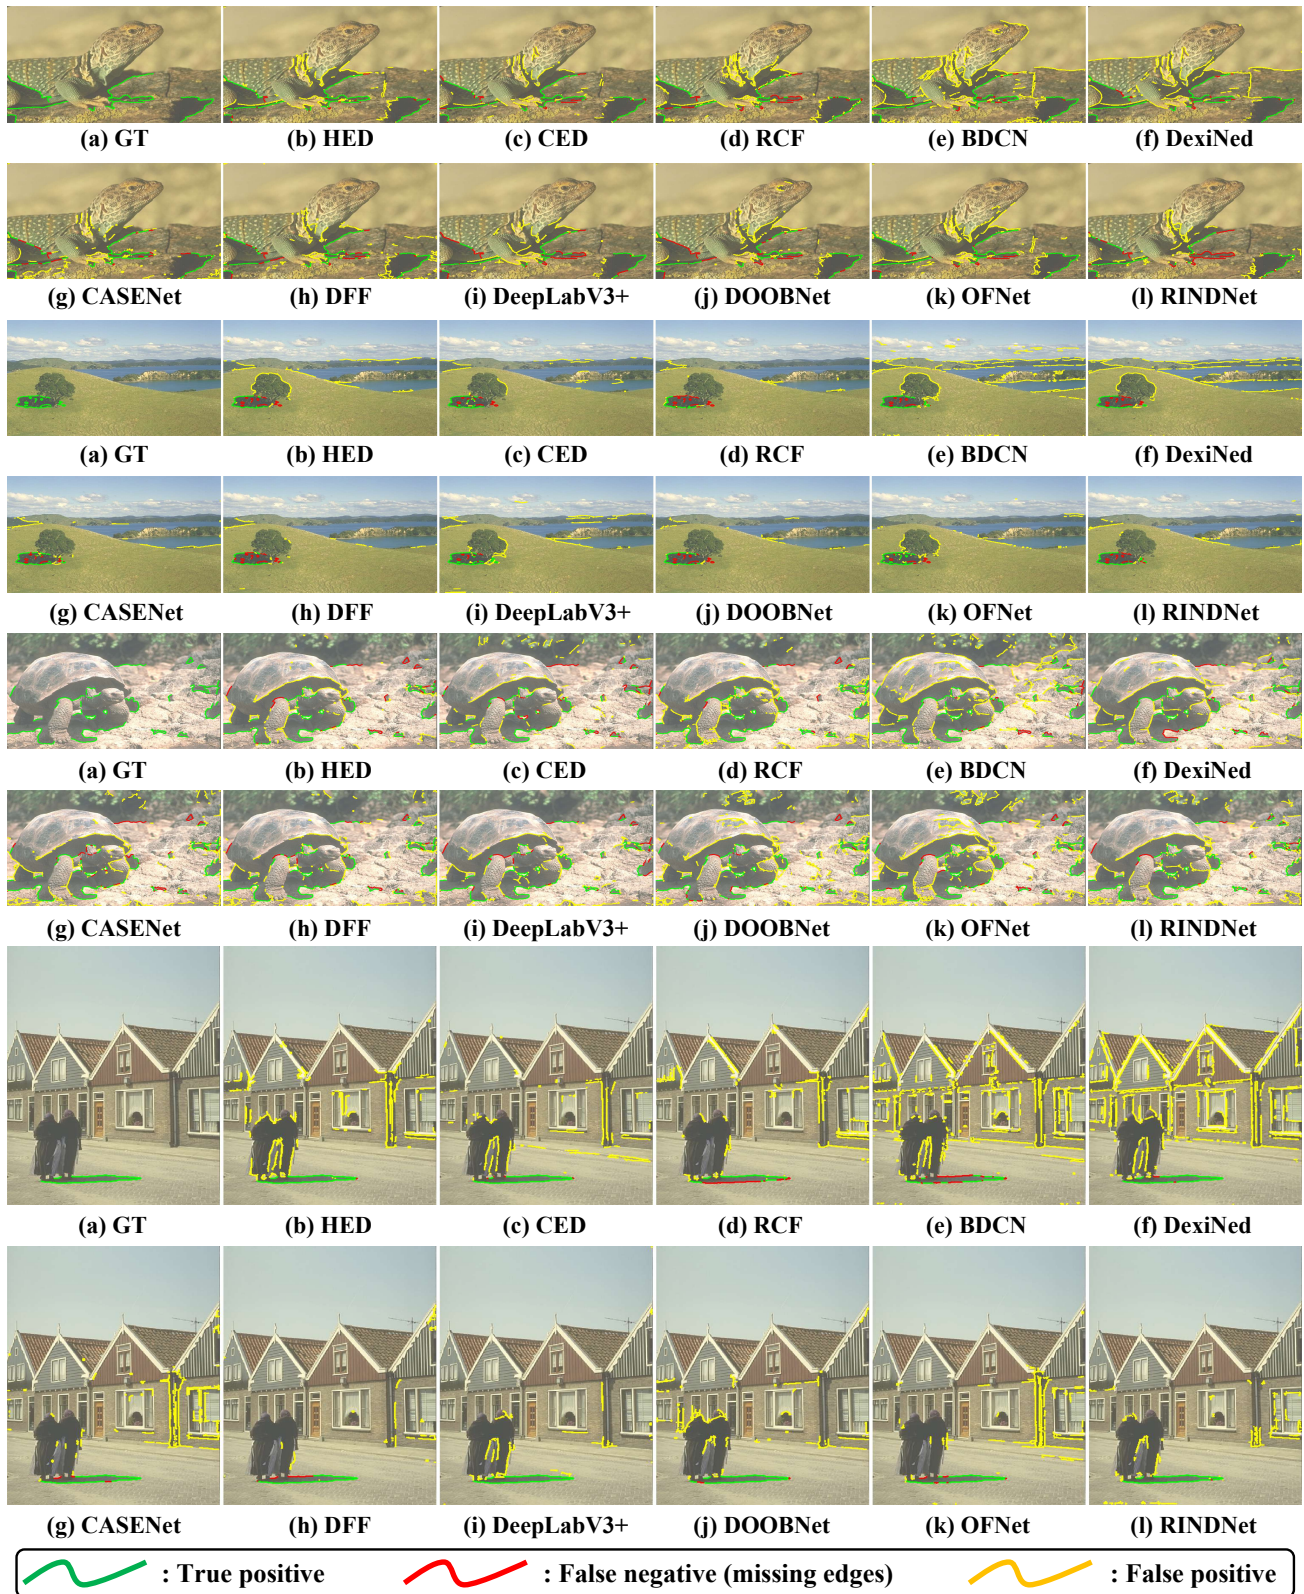 (a) GT (b) HED (c) CED (d) RCF (e) BDCN (f) DexiNed
(g) CASENet (h) DFF (i) DeepLabV3+ (j) DOOBNet (k) OFNet (l) RINDNet
(a) GT (b) HED (c) CED (d) RCF (e) BDCN (f) DexiNed
(g) CASENet (h) DFF (i) DeepLabV3+ (j) DOOBNet (k) OFNet (l) RINDNet
(a) GT (b) HED (c) CED (d) RCF (e) BDCN (f) DexiNed
(g) CASENet (h) DFF (i) DeepLabV3+ (j) DOOBNet (k) OFNet (l) RINDNet
(a) GT (b) HED (c) CED (d) RCF (e) BDCN (f) DexiNed
(g) CASENet (h) DFF (i) DeepLabV3+ (j) DOOBNet (k) OFNet (l) RINDNet
: True positive : False negative (missing edges) : False positive